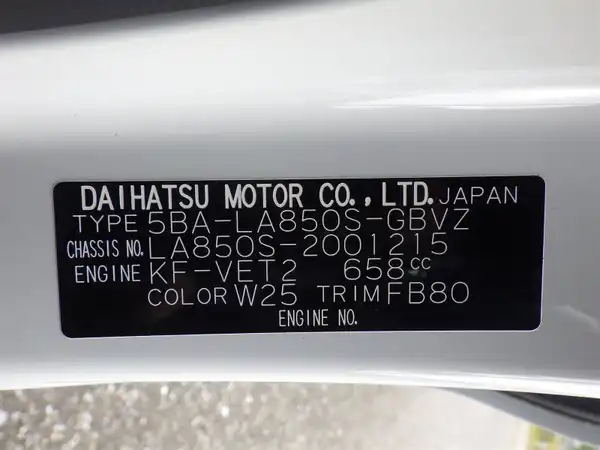 DAIHATSU MOTOR CO.,LTD. JAPAN
TYPE 5BA-LA850S-GBVZ
CHASSIS NO. LA850S-2001215
ENGINE KF-VET2 658cc
COLOR W25 TRIM FB80
ENGINE NO.